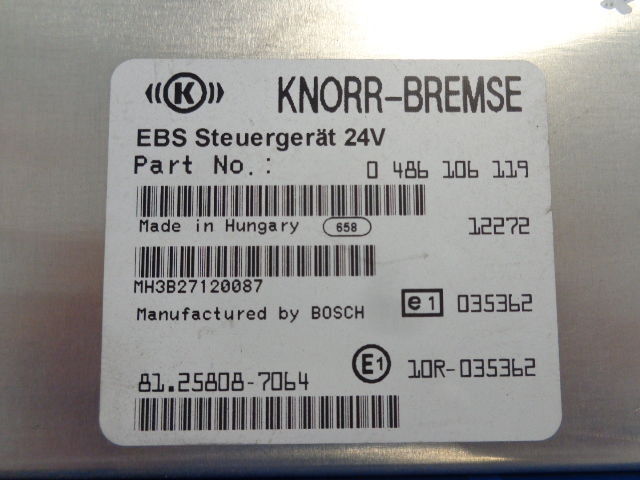 K KNORR-BREMSE
EBS Steuergerät 24V
Part No.: 0 486 106 119
Made in Hungary 658 12272
MH3B27120087
Manufactured by BOSCH e1 035362
81.25808-7064 E1 10R-035362